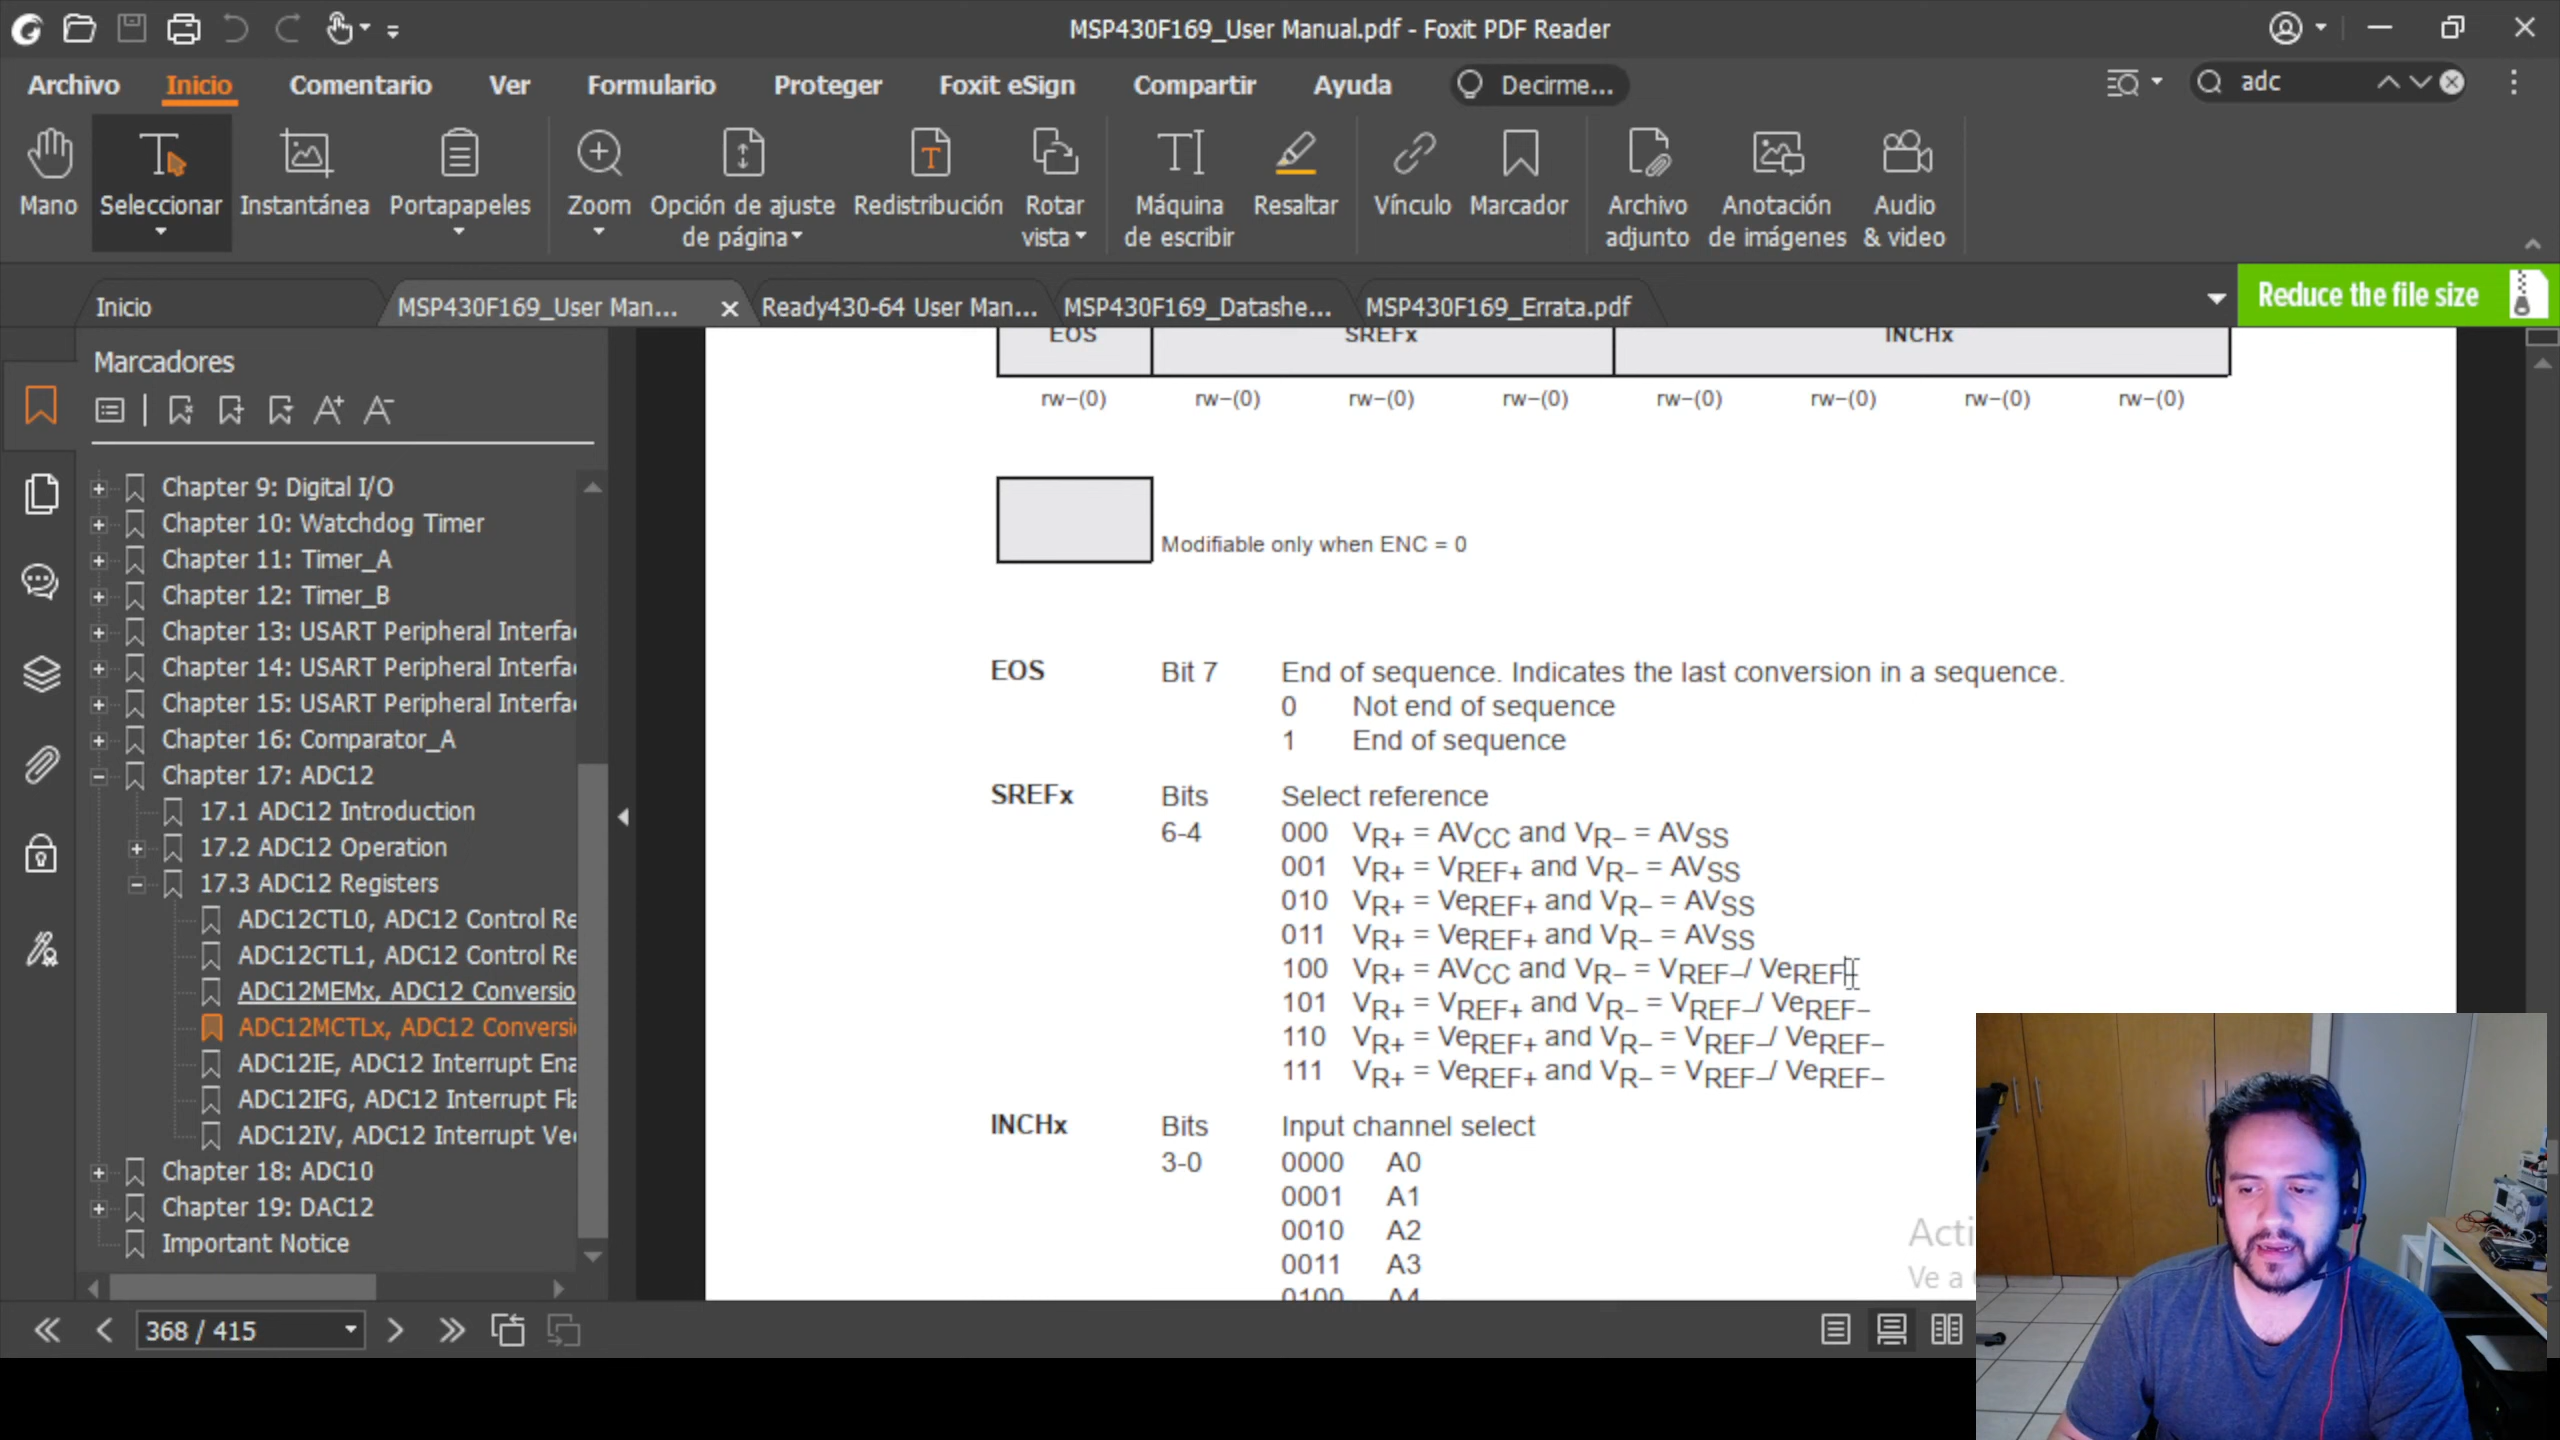 MSP430F169_User Manual.pdf - Foxit PDF Reader
Archivo Inicio Comentario Ver Formulario Proteger Foxit eSign Compartir Ayuda Decirme... adc
Mano Seleccionar Instantánea Portapapeles Zoom Opción de ajuste de página Redistribución Rotar vista Máquina de escribir Resaltar Vínculo Marcador Archivo adjunto Anotación de imágenes Audio & video
Inicio MSP430F169_User Man... Ready430-64 User Man... MSP430F169_Datashe... MSP430F169_Errata.pdf Reduce the file size
Marcadores
Chapter 9: Digital I/O
Chapter 10: Watchdog Timer
Chapter 11: Timer_A
Chapter 12: Timer_B
Chapter 13: USART Peripheral Interfa
Chapter 14: USART Peripheral Interfa
Chapter 15: USART Peripheral Interfa
Chapter 16: Comparator_A
Chapter 17: ADC12
17.1 ADC12 Introduction
17.2 ADC12 Operation
17.3 ADC12 Registers
ADC12CTL0, ADC12 Control Re
ADC12CTL1, ADC12 Control Re
ADC12MEMx, ADC12 Conversio
ADC12MCTLx, ADC12 Conversi
ADC12IE, ADC12 Interrupt Ena
ADC12IFG, ADC12 Interrupt Fla
ADC12IV, ADC12 Interrupt Ve
Chapter 18: ADC10
Chapter 19: DAC12
Important Notice
368 / 415
EOS SREFx INCHx
rw−(0) rw−(0) rw−(0) rw−(0) rw−(0) rw−(0) rw−(0) rw−(0)
Modifiable only when ENC = 0
EOS Bit 7 End of sequence. Indicates the last conversion in a sequence.
0 Not end of sequence
1 End of sequence
SREFx Bits Select reference
6-4 000 VR+ = AVCC and VR− = AVSS
001 VR+ = VREF+ and VR− = AVSS
010 VR+ = VeREF+ and VR− = AVSS
011 VR+ = VeREF+ and VR− = AVSS
100 VR+ = AVCC and VR− = VREF−/ VeREF−
101 VR+ = VREF+ and VR− = VREF−/ VeREF−
110 VR+ = VeREF+ and VR− = VREF−/ VeREF−
111 VR+ = VeREF+ and VR− = VREF−/ VeREF−
INCHx Bits Input channel select
3-0 0000 A0
0001 A1
0010 A2
0011 A3
0100 A4
Acti
Ve a